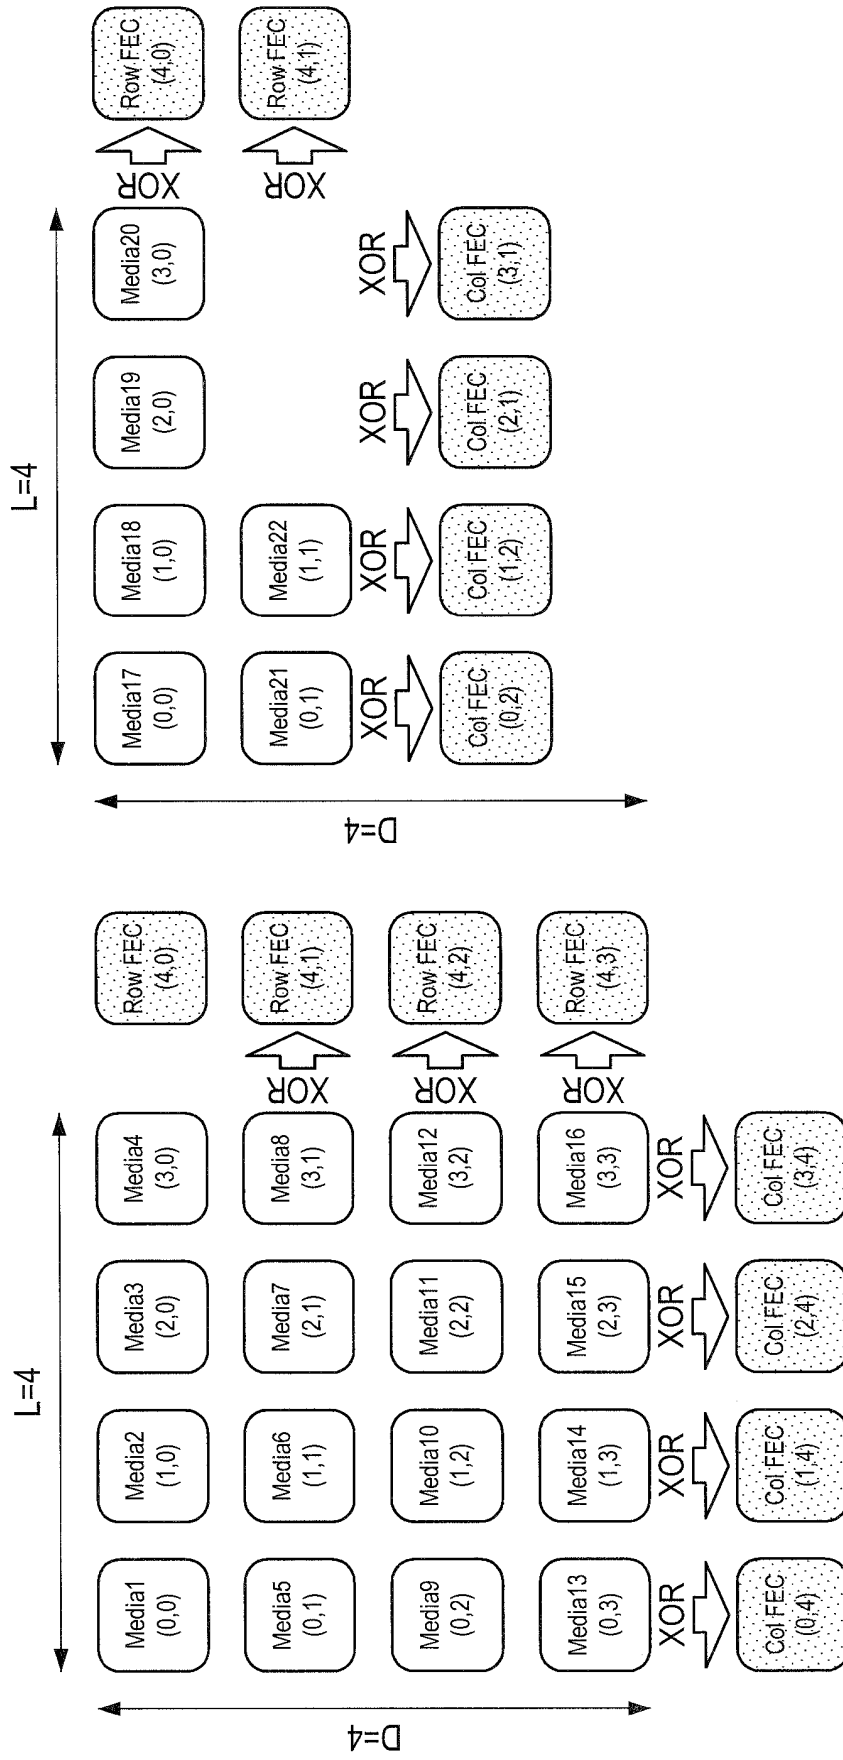 L=4
D=4
Media1
(0,0)
Media2
(1,0)
Media3
(2,0)
Media4
(3,0)
Row FEC
(4,0)
Media5
(0,1)
Media6
(1,1)
Media7
(2,1)
Media8
(3,1)
XOR
Row FEC
(4,1)
Media9
(0,2)
Media10
(1,2)
Media11
(2,2)
Media12
(3,2)
XOR
Row FEC
(4,2)
Media13
(0,3)
Media14
(1,3)
Media15
(2,3)
Media16
(3,3)
XOR
Row FEC
(4,3)
XOR
XOR
XOR
XOR
Col FEC
(0,4)
Col FEC
(1,4)
Col FEC
(2,4)
Col FEC
(3,4)
L=4
D=4
Media17
(0,0)
Media18
(1,0)
Media19
(2,0)
Media20
(3,0)
XOR
Row FEC
(4,0)
Media21
(0,1)
Media22
(1,1)
XOR
Row FEC
(4,1)
XOR
XOR
XOR
XOR
Col FEC
(0,2)
Col FEC
(1,2)
Col FEC
(2,1)
Col FEC
(3,1)